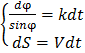 {dφ/sinφ = kdt
dS = Vdt